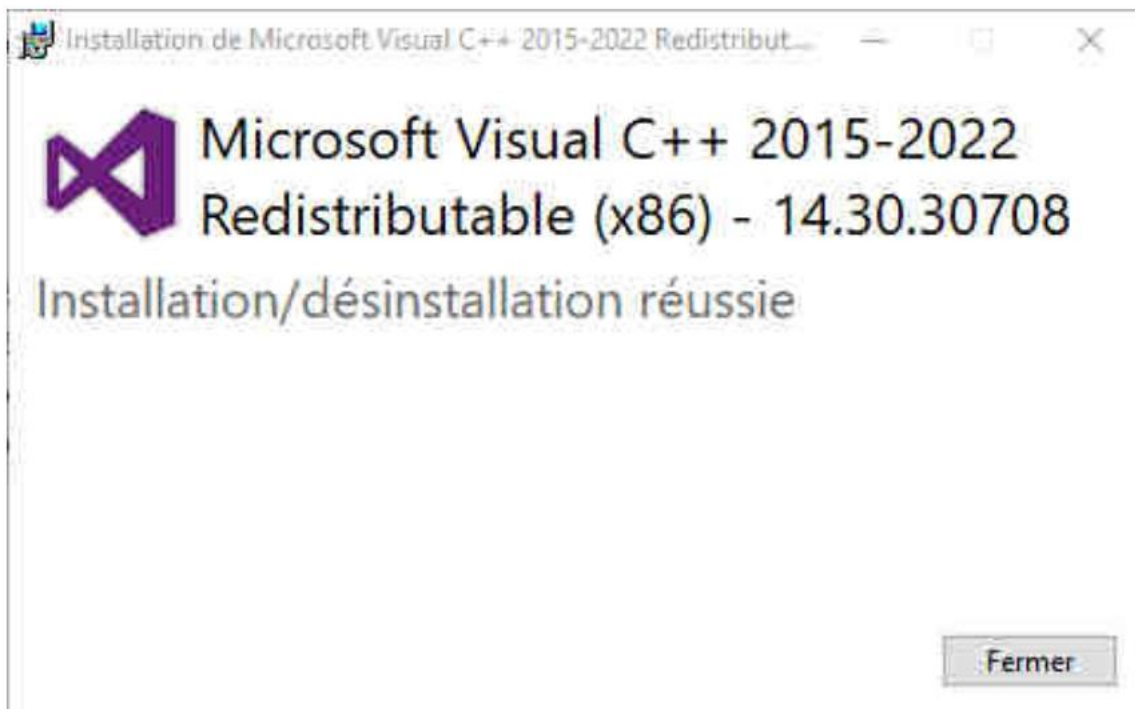 Installation de Microsoft Visual C++ 2015-2022 Redistribut...
Microsoft Visual C++ 2015-2022
Redistributable (x86) - 14.30.30708
Installation/désinstallation réussie
Fermer